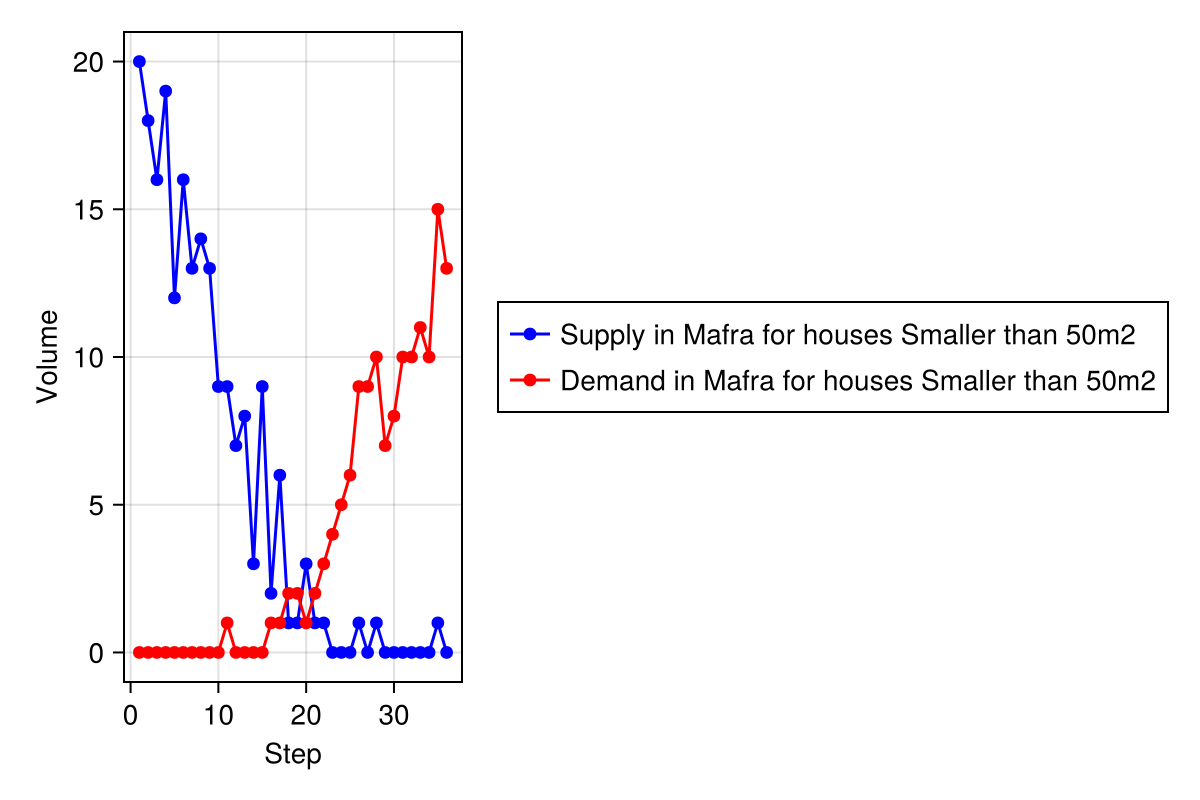 20
15
10
5
0
Volume
0 10 20 30
Step
Supply in Mafra for houses Smaller than 50m2
Demand in Mafra for houses Smaller than 50m2